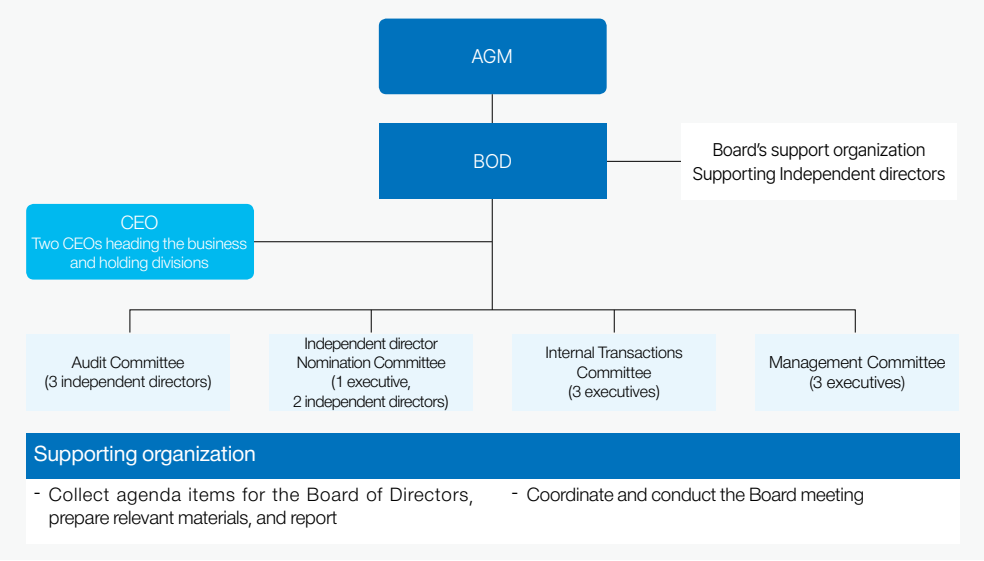 AGM
BOD
Board's support organization
Supporting Independent directors
CEO
Two CEOs heading the business
and holding divisions
Audit Committee
(3 independent directors)
Independent director
Nomination Committee
(1 executive,
2 independent directors)
Internal Transactions
Committee
(3 executives)
Management Committee
(3 executives)
Supporting organization
- Collect agenda items for the Board of Directors,
prepare relevant materials, and report
- Coordinate and conduct the Board meeting